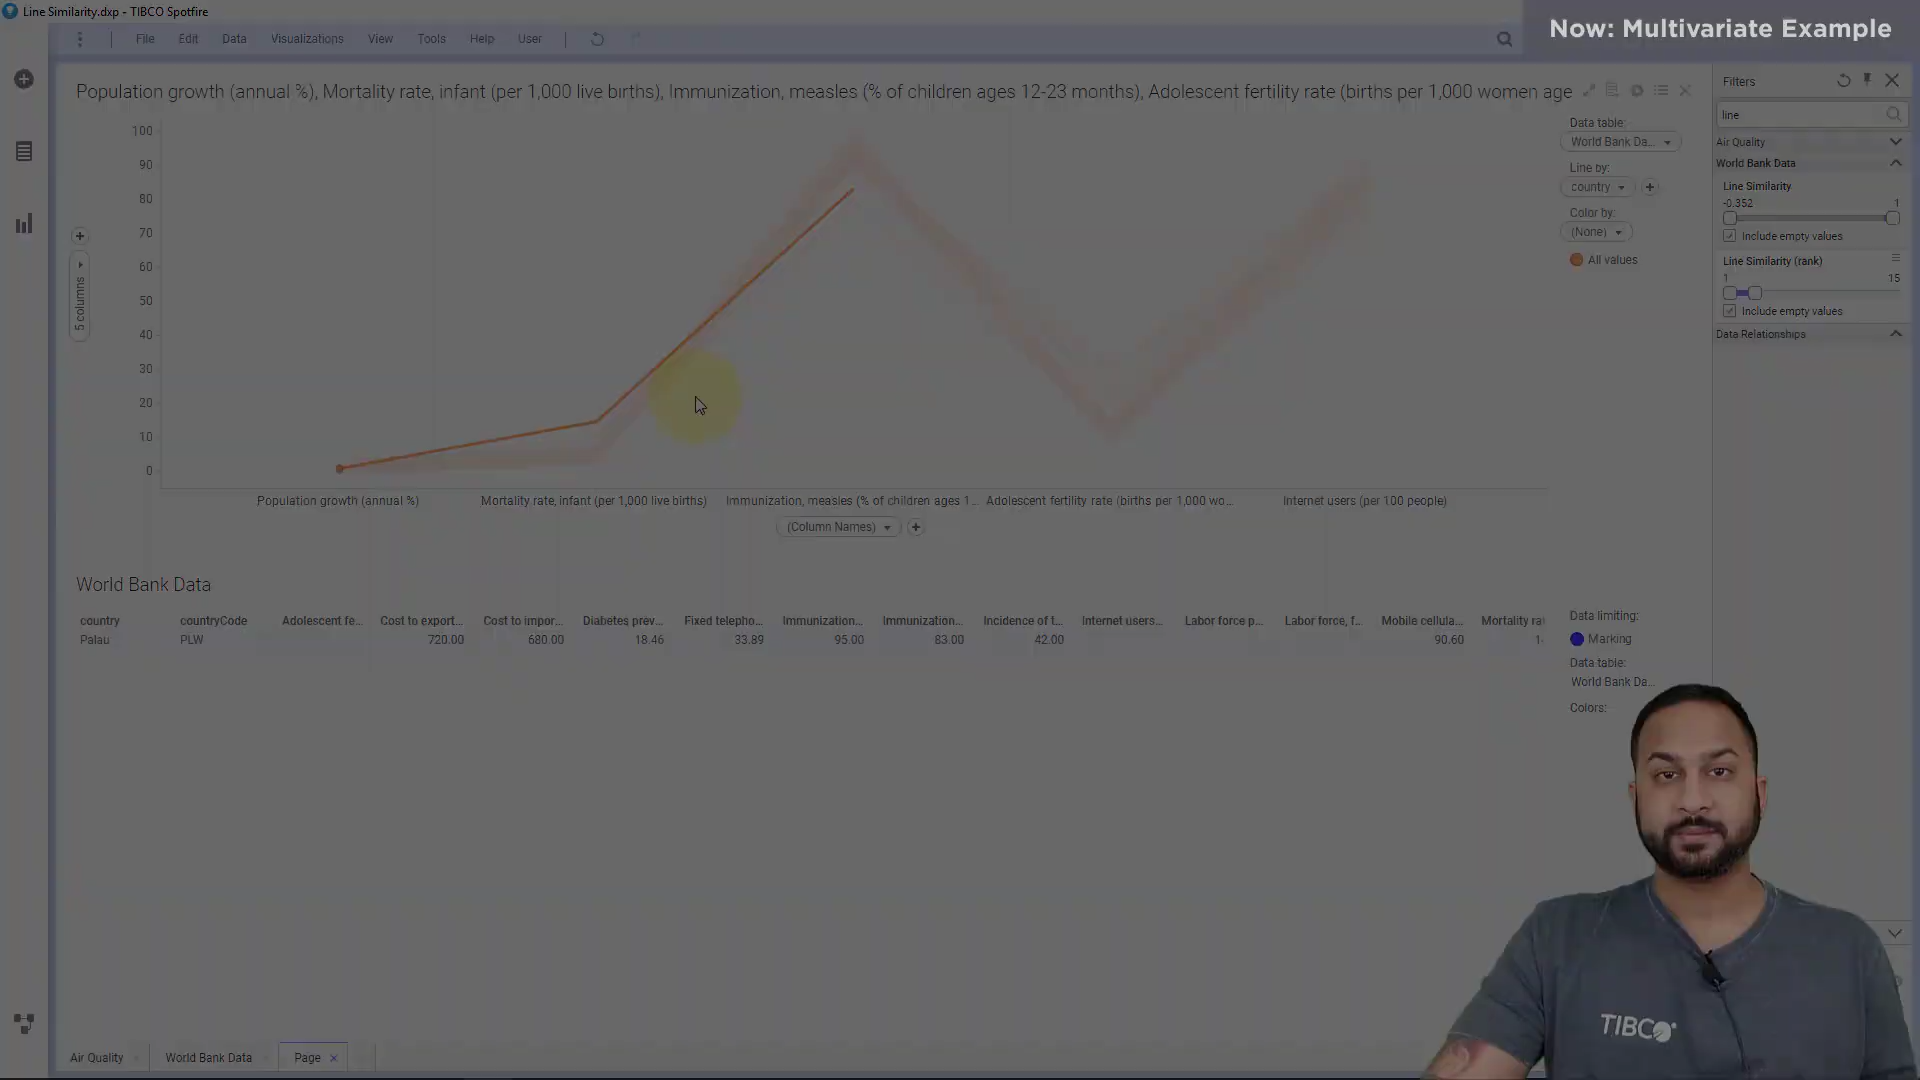 Line Similarity.dxp - TIBCO Spotfire
Now: Multivariate Example
File Edit Data Visualizations View Tools Help User
Population growth (annual %), Mortality rate, infant (per 1,000 live births), Immunization, measles (% of children ages 12-23 months), Adolescent fertility rate (births per 1,000 women age
100
90
80
70
60
50
40
30
20
10
0
5 columns
Population growth (annual %)
Mortality rate, infant (per 1,000 live births)
Immunization, measles (% of children ages 1...
Adolescent fertility rate (births per 1,000 wo...
Internet users (per 100 people)
(Column Names)
Data table:
World Bank Da...
Line by:
country
Color by:
(None)
All values
Filters
line
Air Quality
World Bank Data
Line Similarity
-0.352 1
Include empty values
Line Similarity (rank)
1 15
Include empty values
Data Relationships
World Bank Data
country countryCode Adolescent fe... Cost to export... Cost to impor... Diabetes prev... Fixed telepho... Immunization... Immunization... Incidence of t... Internet users... Labor force p... Labor force, f... Mobile cellula... Mortality ra
Palau PLW 720.00 680.00 18.46 33.89 95.00 83.00 42.00 90.60
Data limiting:
Marking
Data table:
World Bank Da...
Colors:
TIBCO
Air Quality World Bank Data Page